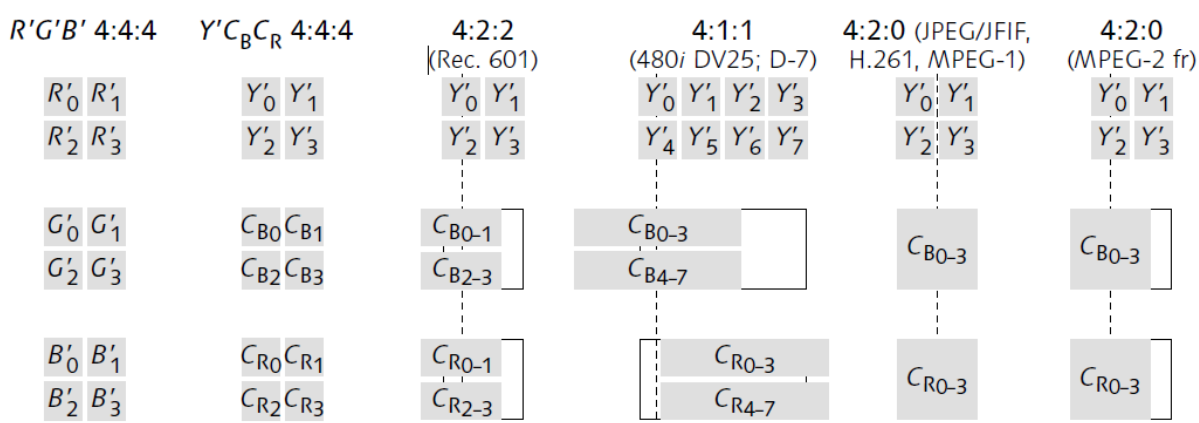 R'G'B' 4:4:4 Y'CBCR 4:4:4 4:2:2 4:1:1 4:2:0 (JPEG/JFIF, 4:2:0
(Rec. 601) (480i DV25; D-7) H.261, MPEG-1) (MPEG-2 fr)
R'0 R'1 Y'0 Y'1 Y'0 Y'1 Y'0 Y'1 Y'2 Y'3 Y'0 Y'1 Y'0 Y'1
R'2 R'3 Y'2 Y'3 Y'2 Y'3 Y'4 Y'5 Y'6 Y'7 Y'2 Y'3 Y'2 Y'3
G'0 G'1 CB0 CB1 CB0–1 CB0–3 CB0–3 CB0–3
G'2 G'3 CB2 CB3 CB2–3 CB4–7
B'0 B'1 CR0 CR1 CR0–1 CR0–3 CR0–3 CR0–3
B'2 B'3 CR2 CR3 CR2–3 CR4–7